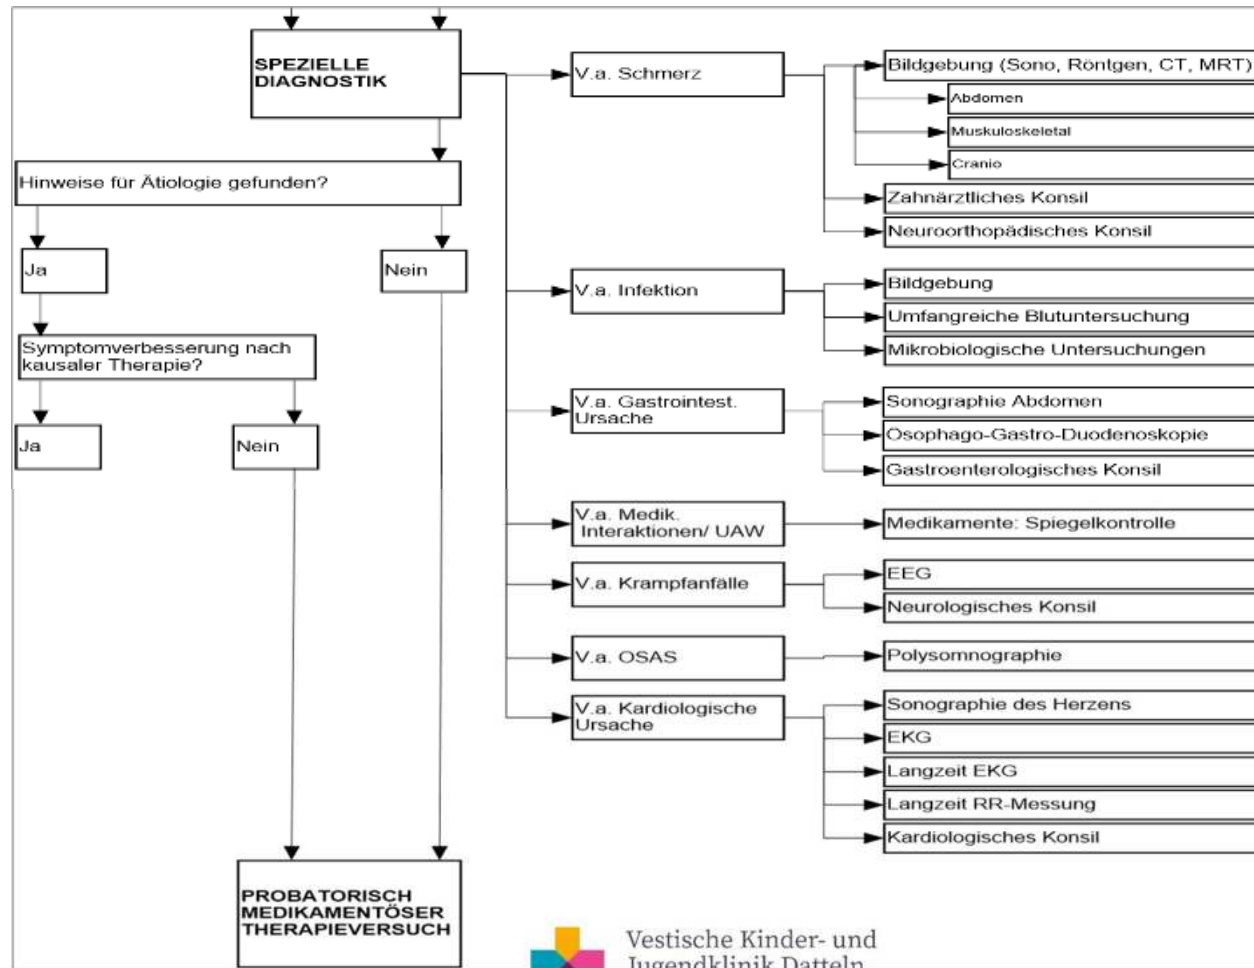 SPEZIELLE
DIAGNOSTIK
Hinweise für Ätiologie gefunden?
Ja
Nein
Symptomverbesserung nach
kausaler Therapie?
Ja
Nein
PROBATORISCH
MEDIKAMENTÖSER
THERAPIEVERSUCH
V.a. Schmerz
Bildgebung (Sono, Röntgen, CT, MRT)
Abdomen
Muskuloskeletal
Cranio
Zahnärztliches Konsil
Neuroorthopädisches Konsil
V.a. Infektion
Bildgebung
Umfangreiche Blutuntersuchung
Mikrobiologische Untersuchungen
V.a. Gastrointest.
Ursache
Sonographie Abdomen
Ösophago-Gastro-Duodenoskopie
Gastroenterologisches Konsil
V.a. Medik.
Interaktionen/ UAW
Medikamente: Spiegelkontrolle
V.a. Krampfanfälle
EEG
Neurologisches Konsil
V.a. OSAS
Polysomnographie
V.a. Kardiologische
Ursache
Sonographie des Herzens
EKG
Langzeit EKG
Langzeit RR-Messung
Kardiologisches Konsil
Vestische Kinder- und
Jugendklinik Datteln